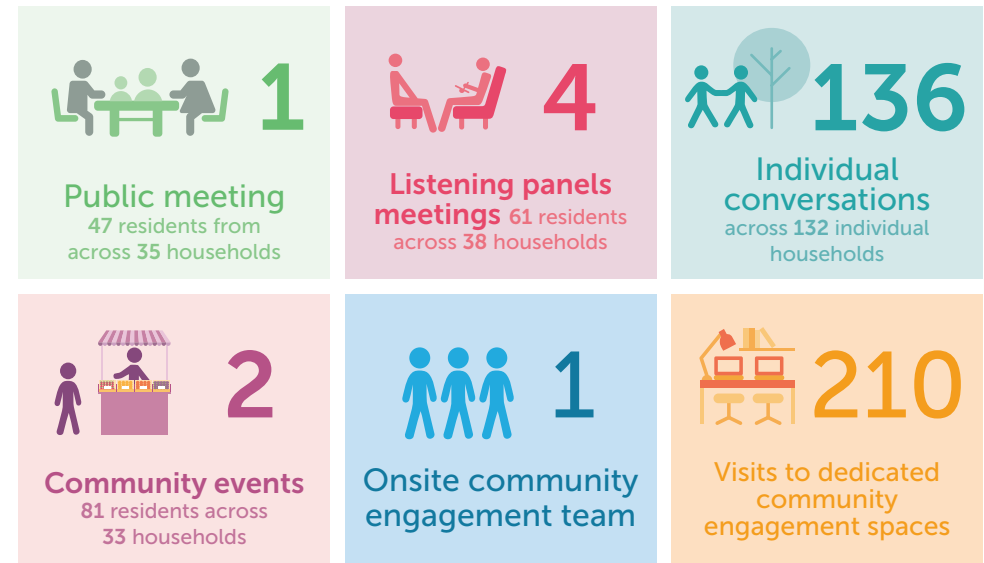 1
Public meeting
47 residents from
across 35 households
4
Listening panels
meetings 61 residents
across 38 households
136
Individual
conversations
across 132 individual
households
2
Community events
81 residents across
33 households
1
Onsite community
engagement team
210
Visits to dedicated
community
engagement spaces